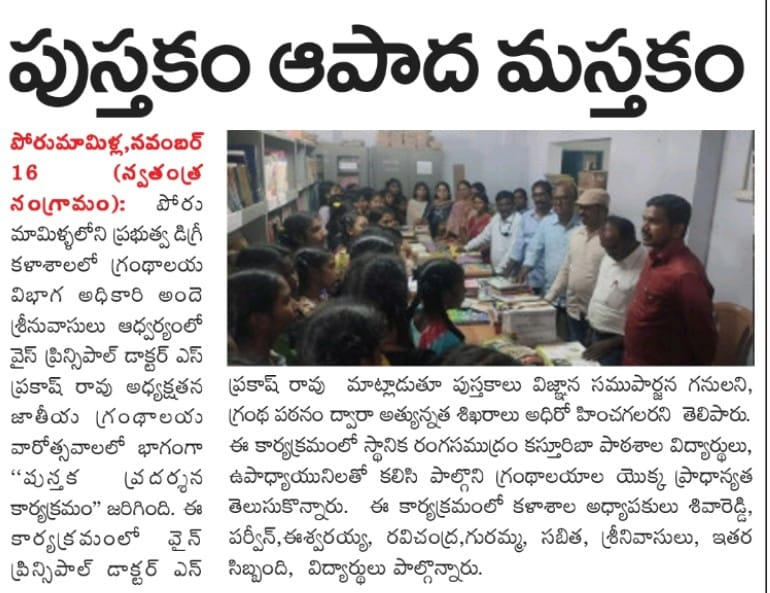 పుస్తకం ఆపాద మస్తకం
పోరుమామిళ్ల,నవంబర్
16 (స్వతంత్ర
సంగ్రామం): పోరు
మామిళ్ళలోని ప్రభుత్వ డిగ్రీ
కళాశాలలో గ్రంథాలయ
విభాగ అధికారి అందె
శ్రీనువాసులు ఆధ్వర్యంలో
వైస్ ప్రిన్సిపాల్ డాక్టర్ ఎస్
ప్రకాష్ రావు అధ్యక్షతన
జాతీయ గ్రంథాలయ
వారోత్సవాలలో భాగంగా
“పుస్తక ప్రదర్శన
కార్యక్రమం” జరిగింది. ఈ
కార్యక్రమంలో వైస్
ప్రిన్సిపాల్ డాక్టర్ ఎస్
ప్రకాష్ రావు మాట్లాడుతూ పుస్తకాలు విజ్ఞాన సముపార్జన గనులని,
గ్రంథ పఠనం ద్వారా అత్యున్నత శిఖరాలు అధిరో హించగలరని తెలిపారు.
ఈ కార్యక్రమంలో స్థానిక రంగసముద్రం కస్తూరిబా పాఠశాల విద్యార్థులు,
ఉపాధ్యాయునిలతో కలిసి పాల్గొని గ్రంథాలయాల యొక్క ప్రాధాన్యత
తెలుసుకొన్నారు. ఈ కార్యక్రమంలో కళాశాల అధ్యాపకులు శివారెడ్డి,
పర్వీన్,ఈశ్వరయ్య, రవిచంద్ర,గురమ్మ, సబిత, శ్రీనివాసులు, ఇతర
సిబ్బంది, విద్యార్థులు పాల్గొన్నారు.